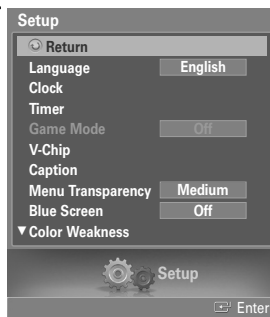 Setup
Return
Language English
Clock
Timer
Game Mode Off
V-Chip
Caption
Menu Transparency Medium
Blue Screen Off
▼ Color Weakness
Setup
Enter